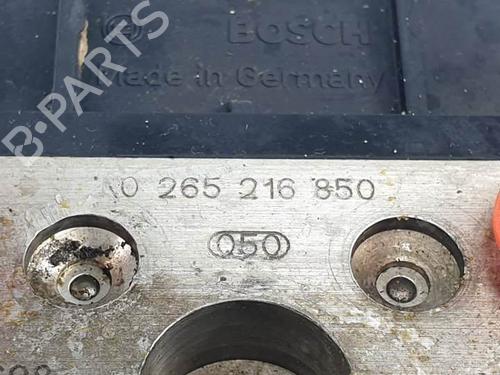 BOSCH
Made in Germany
B-PARTS
0 265 216 850
050